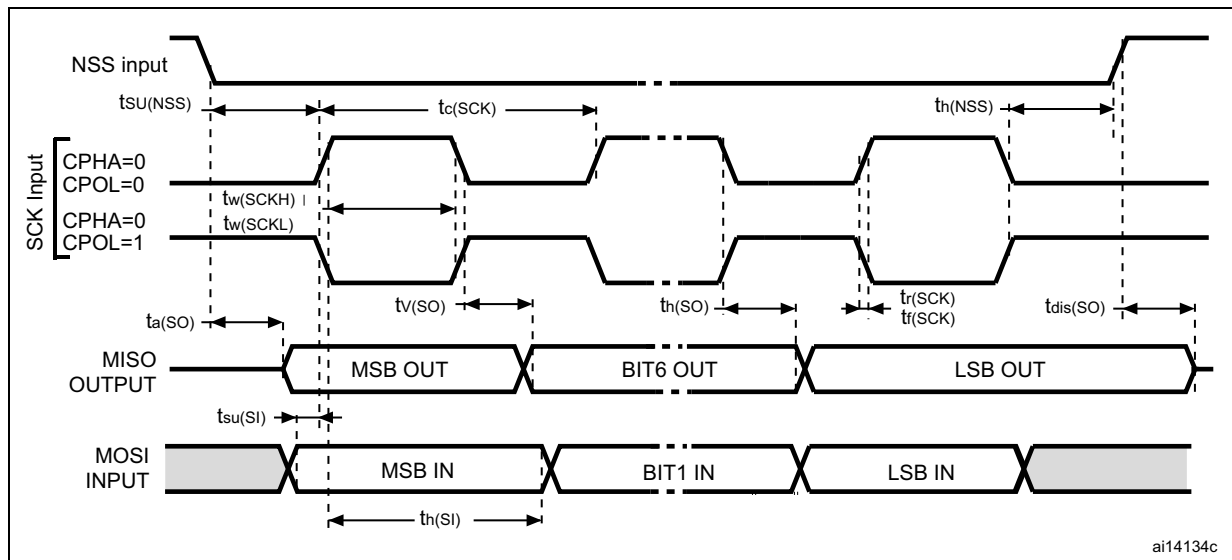 NSS input
tSU(NSS)
tc(SCK)
th(NSS)
SCK Input
CPHA=0
CPOL=0
tw(SCKH)
CPHA=0
CPOL=1
tw(SCKL)
ta(SO)
tV(SO)
th(SO)
tr(SCK)
tf(SCK)
tdis(SO)
MISO
OUTPUT
MSB OUT
BIT6 OUT
LSB OUT
tsu(SI)
MOSI
INPUT
MSB IN
BIT1 IN
LSB IN
th(SI)
ai14134c